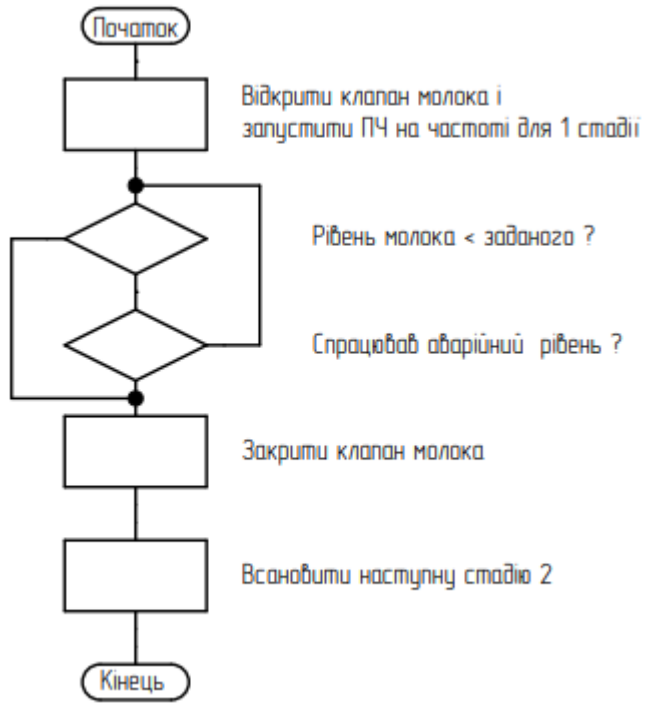 Початок
Відкрити клапан молока і
запустити ПЧ на частоті для 1 стадії
Рівень молока < заданого ?
Спрацював аварійний рівень ?
Закрити клапан молока
Всановити наступну стадію 2
Кінець